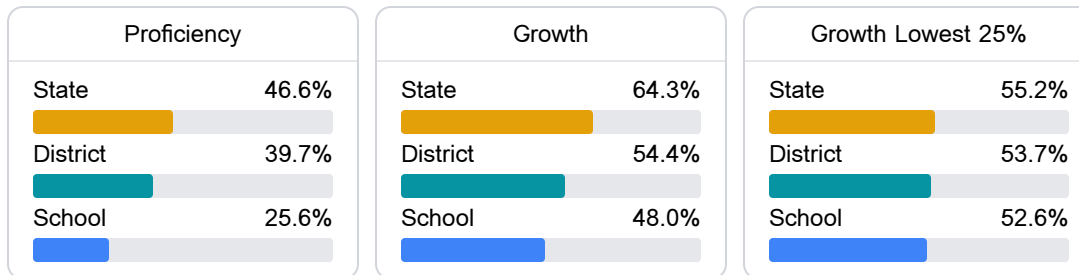 Proficiency
State 46.6%
District 39.7%
School 25.6%
Growth
State 64.3%
District 54.4%
School 48.0%
Growth Lowest 25%
State 55.2%
District 53.7%
School 52.6%